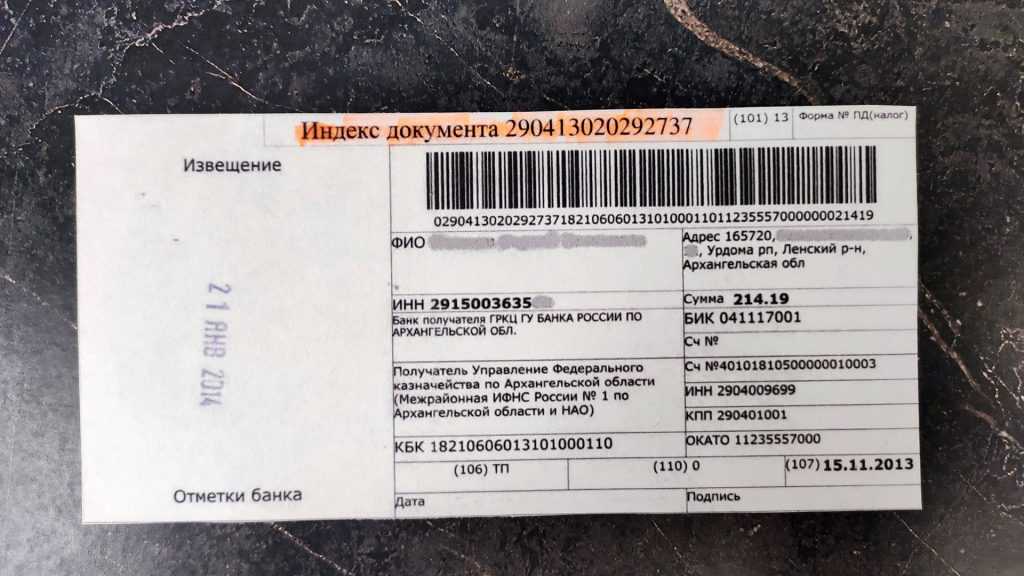 Индекс документа 290413020292737
(101) 13
Форма № ПД(налог)
Извещение
0290413020292737182106060131010001101123555700000002​1419
ФИО
Адрес 165720,
, Урдома рп, Ленский р-н,
Архангельская обл
ИНН 2915003635
Сумма 214.19
Банк получателя ГРКЦ ГУ БАНКА РОССИИ ПО
АРХАНГЕЛЬСКОЙ ОБЛ.
БИК 041117001
Сч №
Получатель Управление Федерального
казначейства по Архангельской области
(Межрайонная ИФНС России № 1 по
Архангельской области и НАО)
Сч №40101810500000010003
ИНН 2904009699
КПП 290401001
КБК 18210606013101000110
ОКАТО 11235557000
(106) ТП
(110) 0
(107) 15.11.2013
Отметки банка
Дата
Подпись
21 ЯНВ 2014